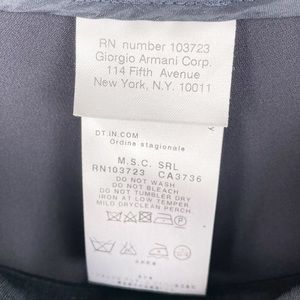 RN number 103723
Giorgio Armani Corp.
114 Fifth Avenue
New York, N.Y. 10011
DT.IN.COM
Ordine stagionale
M.S.C. SRL
RN103723 CA3736
DO NOT WASH
DO NOT BLEACH
DO NOT TUMBLER DRY
IRON AT LOW TEMPER
MILD DRYCLEAN PERCH.